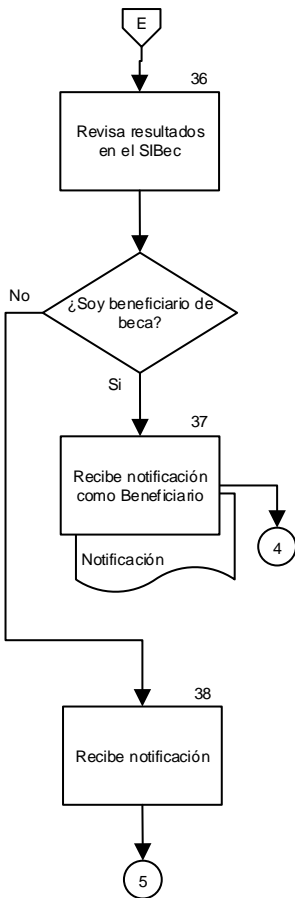 E
36
Revisa resultados
en el SIBec
No
¿Soy beneficiario de
beca?
Si
37
Recibe notificación
como Beneficiario
Notificación
4
38
Recibe notificación
5